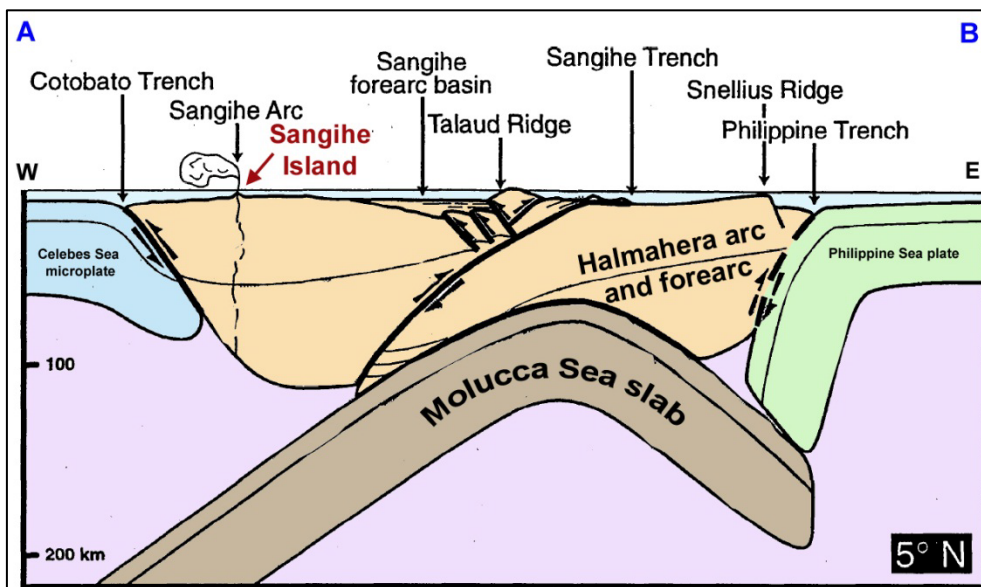 A
B
Cotobato Trench
Sangihe Arc
Sangihe
Island
Sangihe
forearc basin
Talaud Ridge
Sangihe Trench
Snellius Ridge
Philippine Trench
W
E
Celebes Sea
microplate
Halmahera arc
and forearc
Philippine Sea plate
100
Molucca Sea slab
200 km
5° N